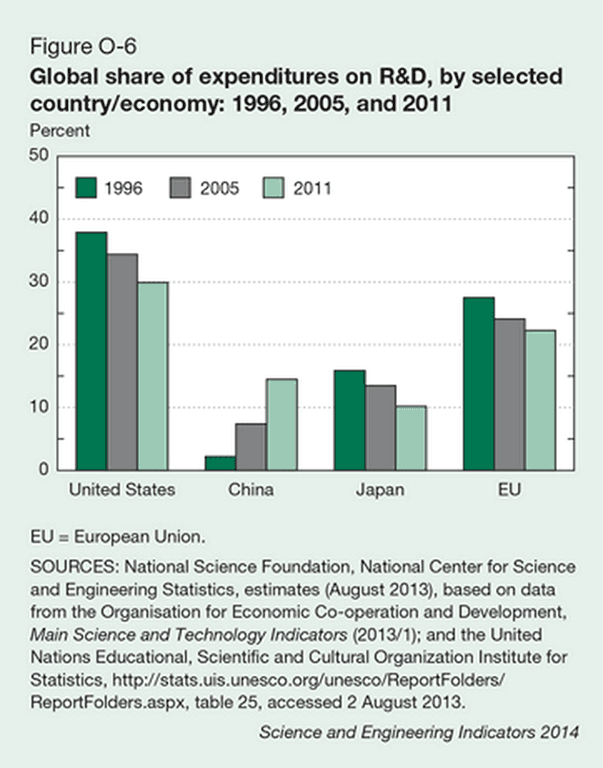 Figure O-6
Global share of expenditures on R&D, by selected
country/economy: 1996, 2005, and 2011
Percent
50
1996 2005 2011
40
30
20
10
0
United States China Japan EU
EU = European Union.
SOURCES: National Science Foundation, National Center for Science
and Engineering Statistics, estimates (August 2013), based on data
from the Organisation for Economic Co-operation and Development,
Main Science and Technology Indicators (2013/1); and the United
Nations Educational, Scientific and Cultural Organization Institute for
Statistics, http://stats.uis.unesco.org/unesco/ReportFolders/
ReportFolders.aspx, table 25, accessed 2 August 2013.
Science and Engineering Indicators 2014